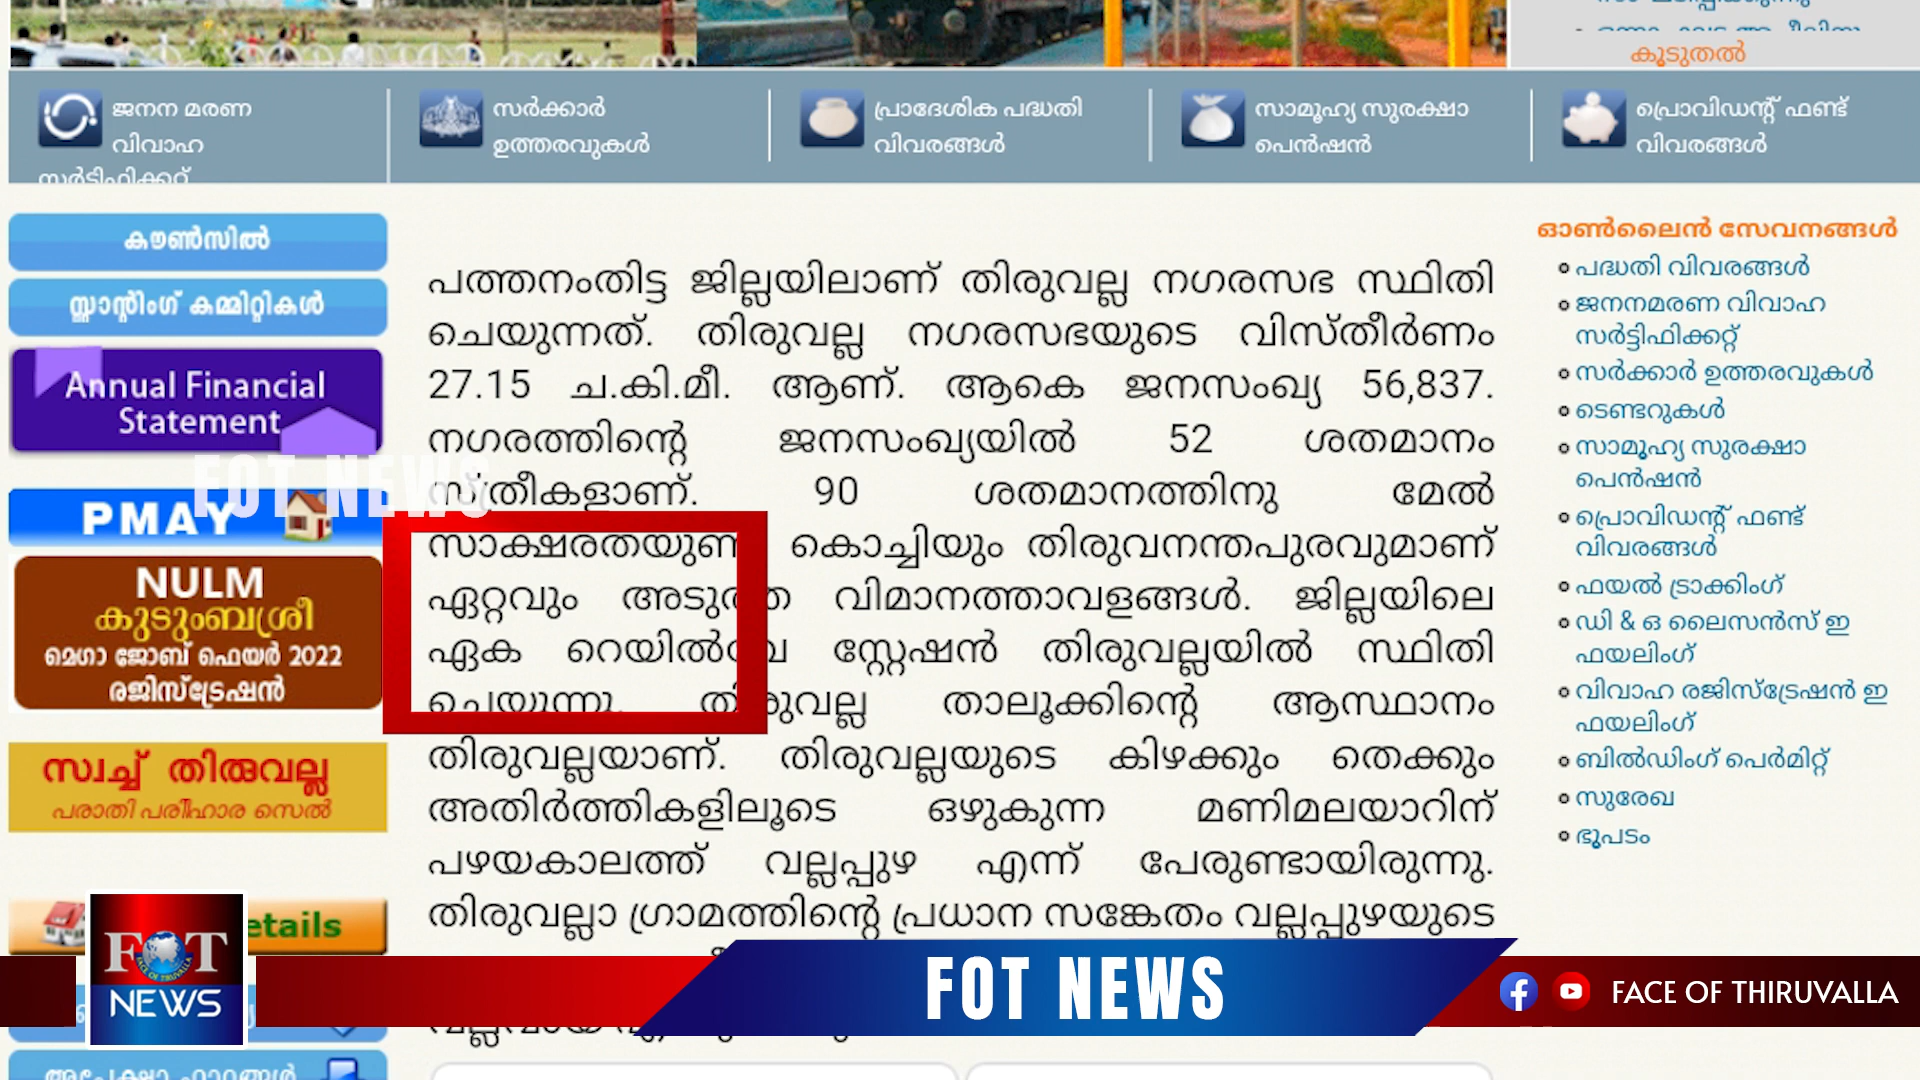 കൂടുതൽ
ജനന മരണ
വിവാഹ
സർട്ടിഫിക്കറ്റ്
സർക്കാർ
ഉത്തരവുകൾ
പ്രാദേശിക പദ്ധതി
വിവരങ്ങൾ
സാമൂഹ്യ സുരക്ഷാ
പെൻഷൻ
പ്രൊവിഡന്റ് ഫണ്ട്
വിവരങ്ങൾ
കൗൺസിൽ
സ്റ്റാന്റിംഗ് കമ്മിറ്റികൾ
Annual Financial
Statement
PMAY
NULM
കുടുംബശ്രീ
മെഗാ ജോബ് ഫെയർ 2022
രജിസ്ട്രേഷൻ
സ്വച്ച് തിരുവല്ല
പരാതി പരിഹാര സെൽ
etails
FOT NEWS
പത്തനംതിട്ട ജില്ലയിലാണ് തിരുവല്ല നഗരസഭ സ്ഥിതി
ചെയുന്നത്. തിരുവല്ല നഗരസഭയുടെ വിസ്തീർണം
27.15 ച.കി.മീ. ആണ്. ആകെ ജനസംഖ്യ 56,837.
നഗരത്തിന്റെ ജനസംഖ്യയിൽ 52 ശതമാനം
സ്ത്രീകളാണ്. 90 ശതമാനത്തിനു മേൽ
കൊച്ചിയും തിരുവനന്തപുരവുമാണ്
ഏറ്റവും അടുത്ത വിമാനത്താവളങ്ങൾ. ജില്ലയിലെ
ഏക റെയിൽവേ സ്റ്റേഷൻ തിരുവല്ലയിൽ സ്ഥിതി
ചെയുന്നു. തിരുവല്ല താലൂക്കിന്റെ ആസ്ഥാനം
തിരുവല്ലയാണ്. തിരുവല്ലയുടെ കിഴക്കും തെക്കും
അതിർത്തികളിലൂടെ ഒഴുകുന്ന മണിമലയാറിന്
പഴയകാലത്ത് വല്ലപ്പുഴ എന്ന് പേരുണ്ടായിരുന്നു.
തിരുവല്ലാ ഗ്രാമത്തിന്റെ പ്രധാന സങ്കേതം വല്ലപ്പുഴയുടെ
ഓൺലൈൻ സേവനങ്ങൾ
പദ്ധതി വിവരങ്ങൾ
ജനനമരണ വിവാഹ
സർട്ടിഫിക്കറ്റ്
സർക്കാർ ഉത്തരവുകൾ
ടെണ്ടറുകൾ
സാമൂഹ്യ സുരക്ഷാ
പെൻഷൻ
പ്രൊവിഡന്റ് ഫണ്ട്
വിവരങ്ങൾ
ഫയൽ ട്രാക്കിംഗ്
ഡി & ഒ ലൈസൻസ് ഇ
ഫയലിംഗ്
വിവാഹ രജിസ്ട്രേഷൻ ഇ
ഫയലിംഗ്
ബിൽഡിംഗ് പെർമിറ്റ്
സുരേഖ
ഭൂപടം
FOT
FACE OF TIRUVALLA
NEWS
FOT NEWS
FACE OF THIRUVALLA